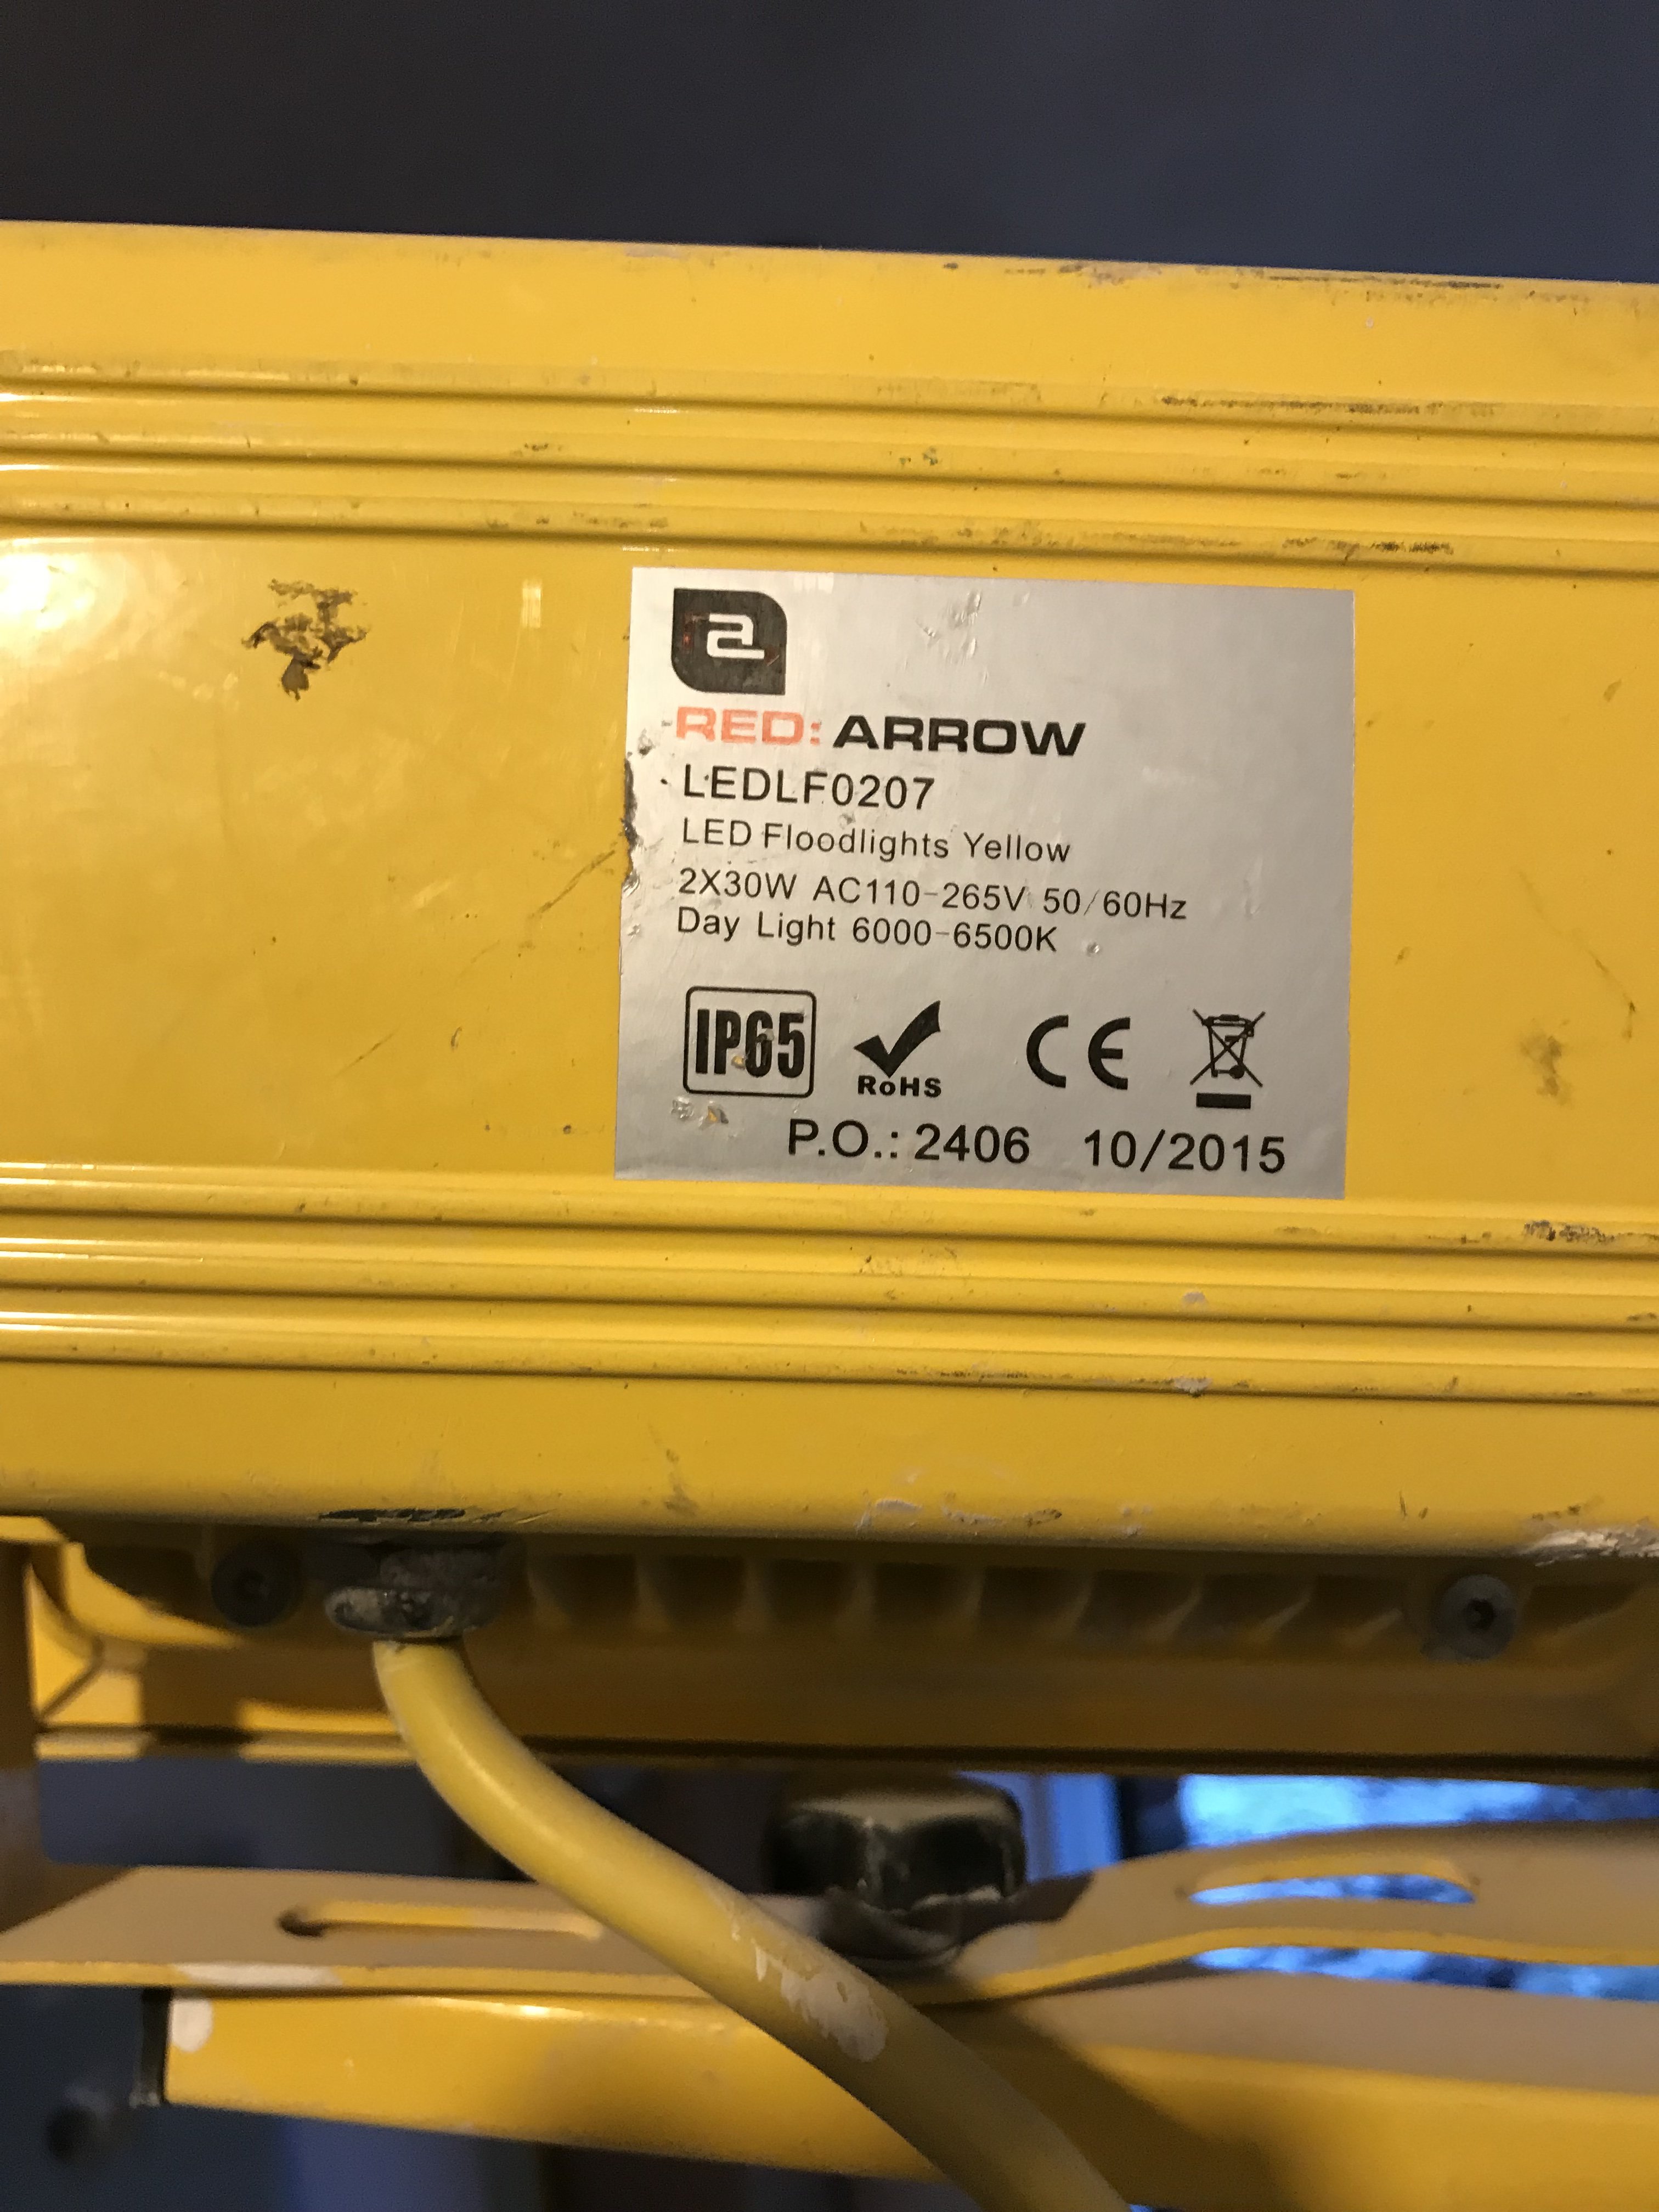 a
RED: ARROW
LEDLF0207
LED Floodlights Yellow
2X30W AC110-265V 50/60Hz
Day Light 6000-6500K
IP65
RoHS
CE
P.O.: 2406 10/2015